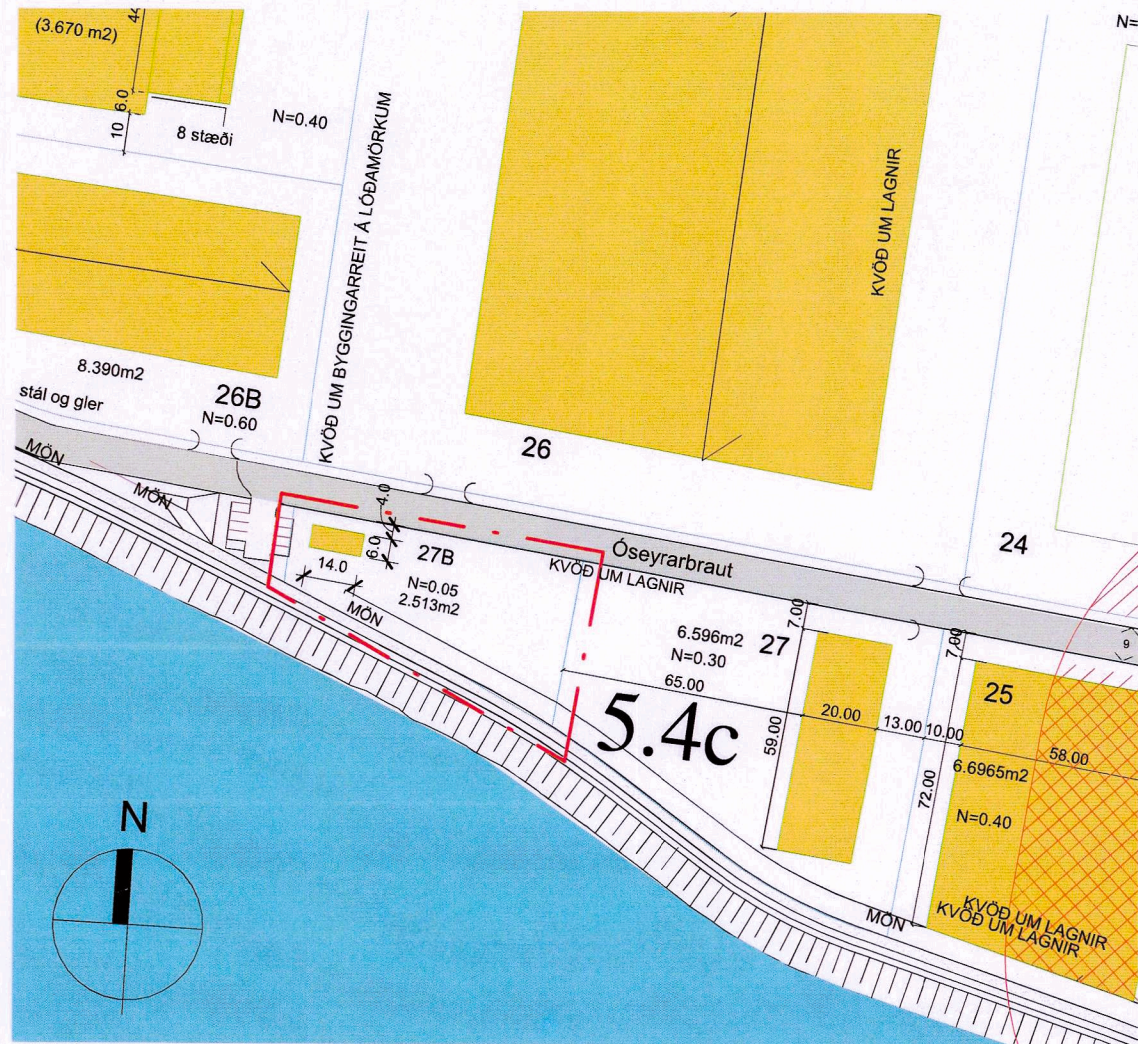 (3.670 m2)
44
6.0
10
8 stæði
N=0.40
N=
KVÖÐ UM BYGGINGARREIT Á LÓÐAMÖRKUM
KVÖÐ UM LAGNIR
8.390m2
26B
N=0.60
stál og gler
MÖN
MÖN
26
24
4.0
6.0
14.0
27B
N=0.05
2.513m2
MÖN
Óseyrarbraut
KVÖÐ UM LAGNIR
6.596m2
N=0.30
27
7.00
7.00
9
65.00
5.4c
59.00
20.00
13.00
10.00
25
58.00
6.6965m2
72.00
N=0.40
MÖN
KVÖÐ UM LAGNIR
KVÖÐ UM LAGNIR
N